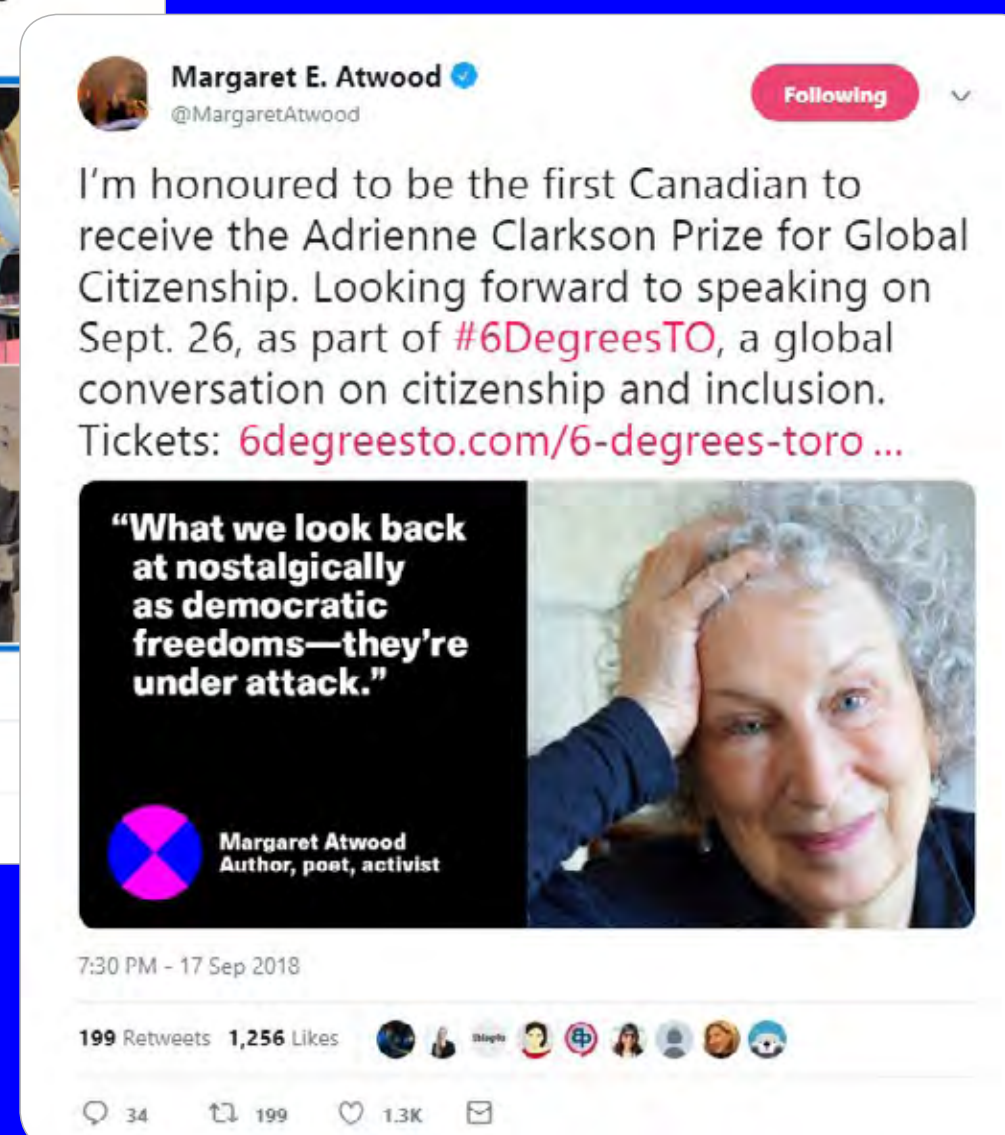 Margaret E. Atwood
@MargaretAtwood
Following
I'm honoured to be the first Canadian to
receive the Adrienne Clarkson Prize for Global
Citizenship. Looking forward to speaking on
Sept. 26, as part of #6DegreesTO, a global
conversation on citizenship and inclusion.
Tickets: 6degreesto.com/6-degrees-toro ...
“What we look back
at nostalgically
as democratic
freedoms—they're
under attack.”
Margaret Atwood
Author, poet, activist
7:30 PM - 17 Sep 2018
199 Retweets 1,256 Likes
34 199 1.3K